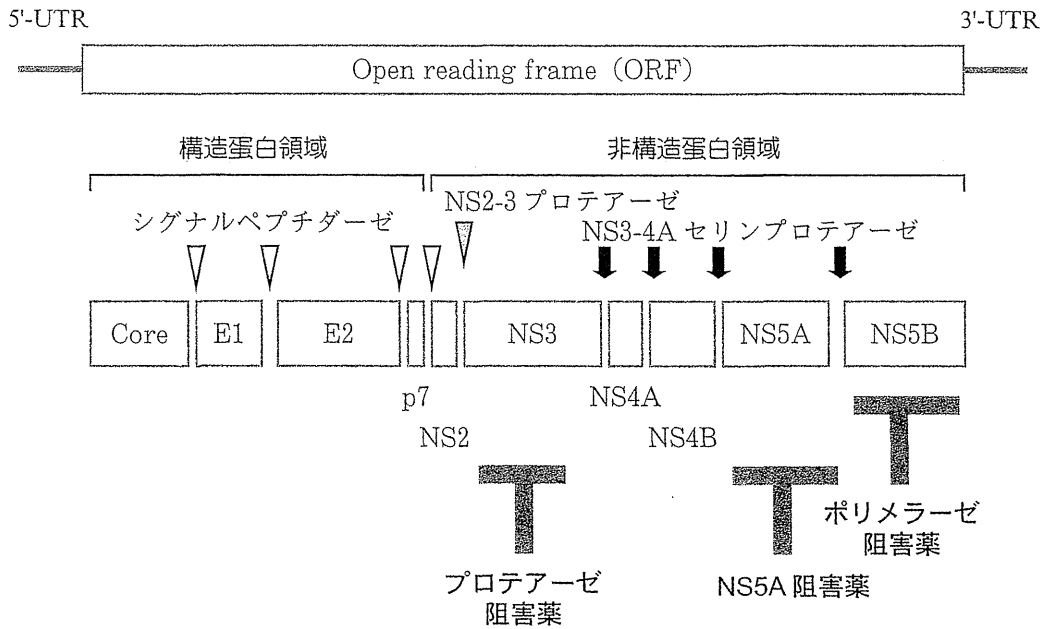 5'-UTR
3'-UTR
Open reading frame（ORF）
構造蛋白領域
非構造蛋白領域
NS2-3 プロテアーゼ
シグナルペプチダーゼ
NS3-4A セリンプロテアーゼ
Core
E1
E2
NS3
NS5A
NS5B
p7
NS4A
NS2
NS4B
ポリメラーゼ
阻害薬
プロテアーゼ
阻害薬
NS5A 阻害薬